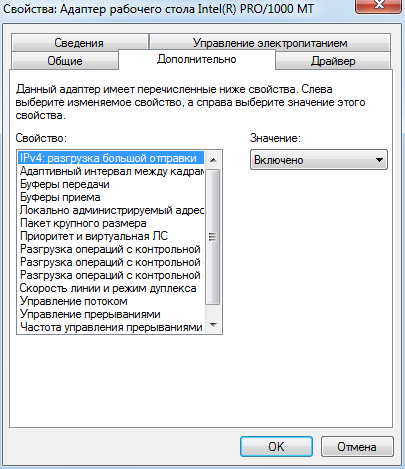 Свойства: Адаптер рабочего стола Intel(R) PRO/1000 MT
Сведения
Управление электропитанием
Общие
Дополнительно
Драйвер
Данный адаптер имеет перечисленные ниже свойства. Слева
выберите изменяемое свойство, а справа выберите значение этого
свойства.
Свойство:
Значение:
IPv4: разгрузка большой отправки
Включено
Адаптивный интервал между кадрам
Буферы передачи
Буферы приема
Локально администрируемый адрес
Пакет крупного размера
Приоритет и виртуальная ЛС
Разгрузка операций с контрольной
Разгрузка операций с контрольной
Разгрузка операций с контрольной
Скорость линии и режим дуплекса
Управление потоком
Управление прерываниями
Частота управления прерываниями
OK
Отмена